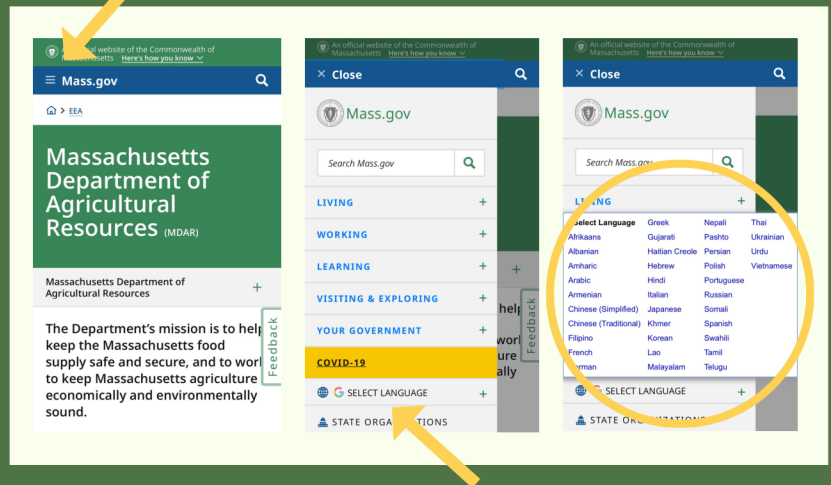 An official website of the Commonwealth of
Massachusetts Here's how you know
Mass.gov
EEA
Massachusetts
Department of
Agricultural
Resources (MDAR)
Massachusetts Department of
Agricultural Resources
+
Feedback
The Department's mission is to help
keep the Massachusetts food
supply safe and secure, and to work
to keep Massachusetts agriculture
economically and environmentally
sound.
An official website of the Commonwealth of
Massachusetts Here's how you know
× Close
Mass.gov
Search Mass.gov
LIVING +
WORKING +
LEARNING +
VISITING & EXPLORING +
YOUR GOVERNMENT +
COVID-19
G SELECT LANGUAGE +
STATE ORGANIZATIONS
+
help
ally
Feedback
An official website of the Commonwealth of
Massachusetts Here's how you know
× Close
Mass.gov
Search Mass.gov
LIVING +
Select Language Greek Nepali Thai
Afrikaans Gujarati Pashto Ukrainian
Albanian Haitian Creole Persian Urdu
Amharic Hebrew Polish Vietnamese
Arabic Hindi Portuguese
Armenian Italian Russian
Chinese (Simplified) Japanese Somali
Chinese (Traditional) Khmer Spanish
Filipino Korean Swahili
French Lao Tamil
German Malayalam Telugu
G SELECT LANGUAGE +
STATE ORGANIZATIONS